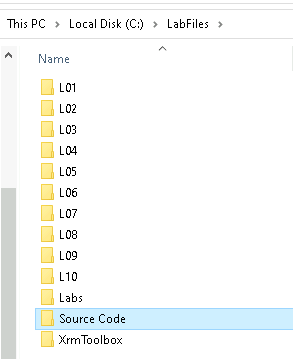 This PC > Local Disk (C:) > LabFiles >
Name
L01
L02
L03
L04
L05
L06
L07
L08
L09
L10
Labs
Source Code
XrmToolbox